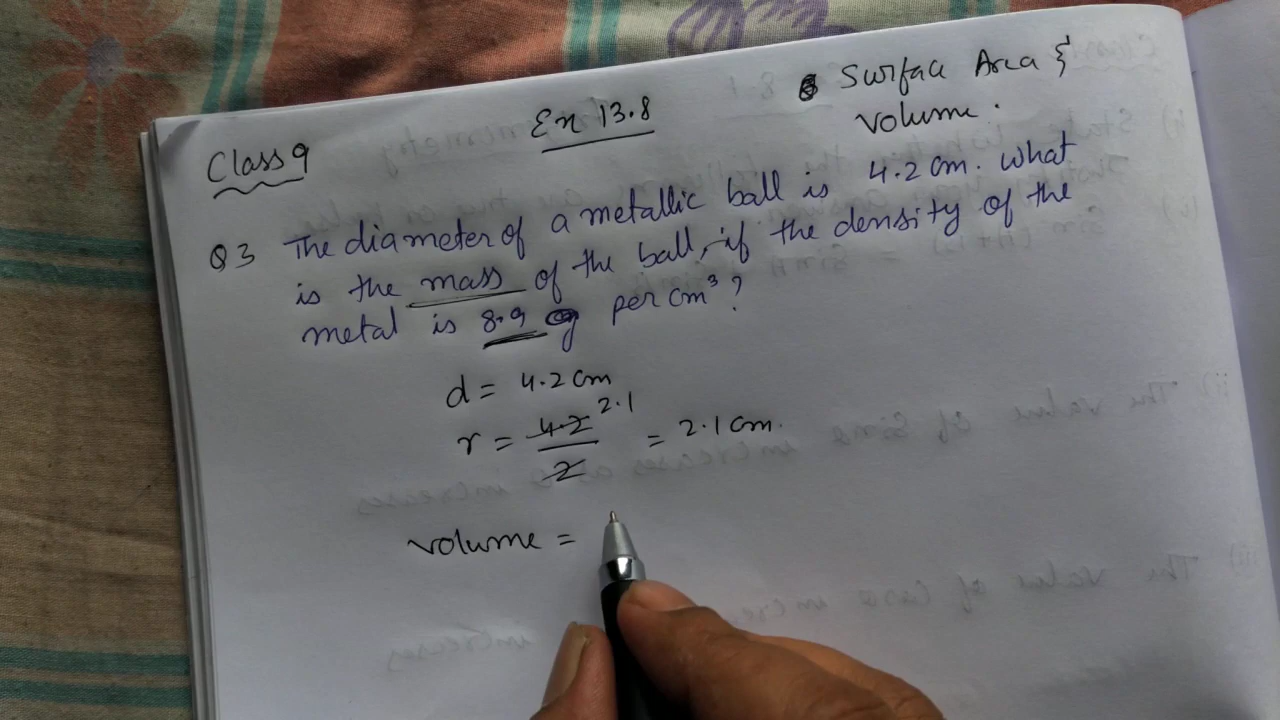 Surface Area &
volume.
Ex 13.8
Class 9
Q3 The diameter of a metallic ball is 4.2 cm. What
is the mass of the ball, if the density of the
metal is 8.9 g per cm³ ?
d = 4.2 cm
r = 4.2/2 2.1 = 2.1 cm.
volume =